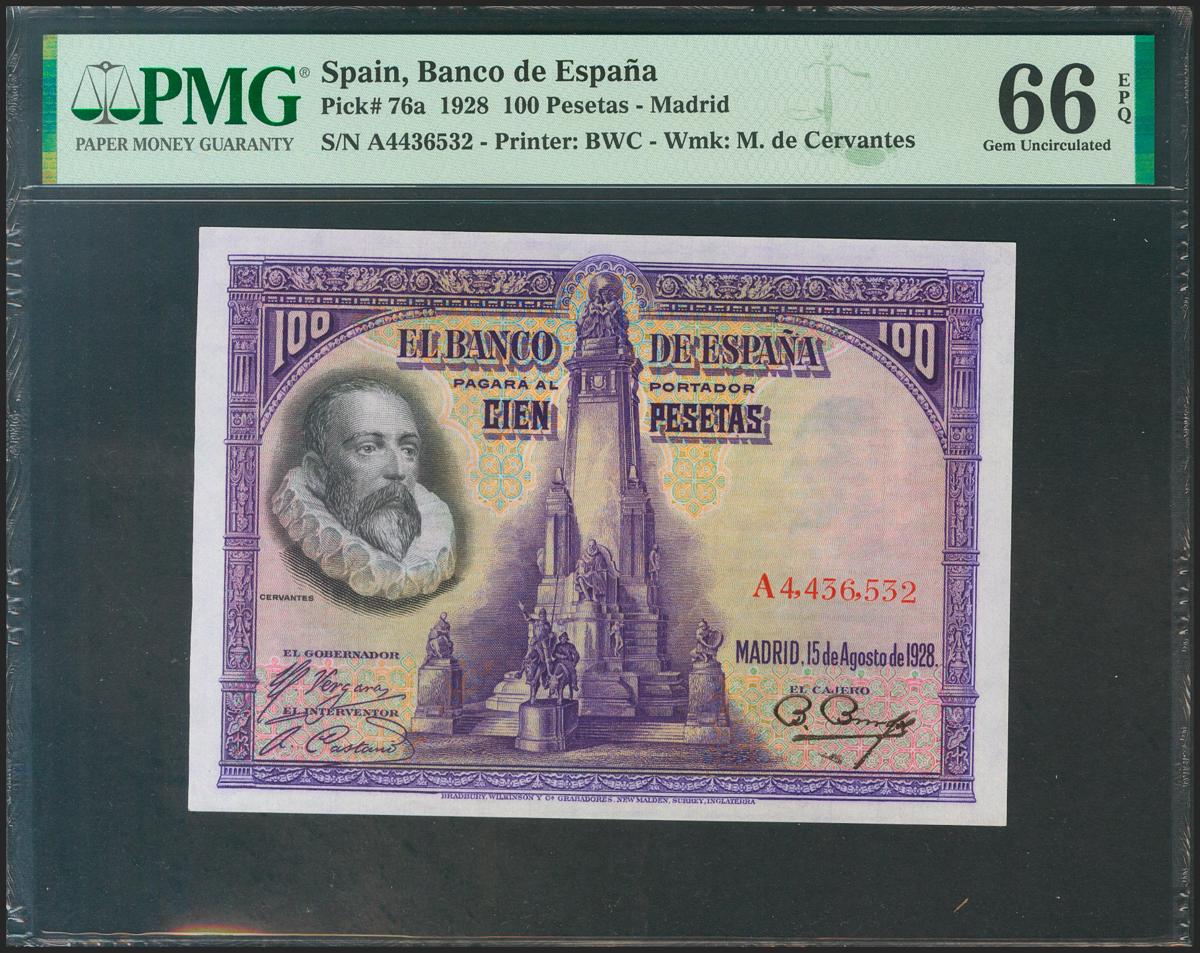 PMG®
PAPER MONEY GUARANTY
Spain, Banco de España
Pick# 76a 1928 100 Pesetas - Madrid
S/N A4436532 - Printer: BWC - Wmk: M. de Cervantes
66
EPQ
Gem Uncirculated
100
100
EL BANCO DE ESPAÑA
PAGARÁ AL PORTADOR
CIEN PESETAS
CERVANTES
A4,436,532
MADRID, 15 de Agosto de 1928.
EL GOBERNADOR
Vergara
EL INTERVENTOR
A. Castaño
EL CAJERO
BRADBURY, WILKINSON Y Cª GRABADORES, NEW MALDEN, SURREY, INGLATERRA